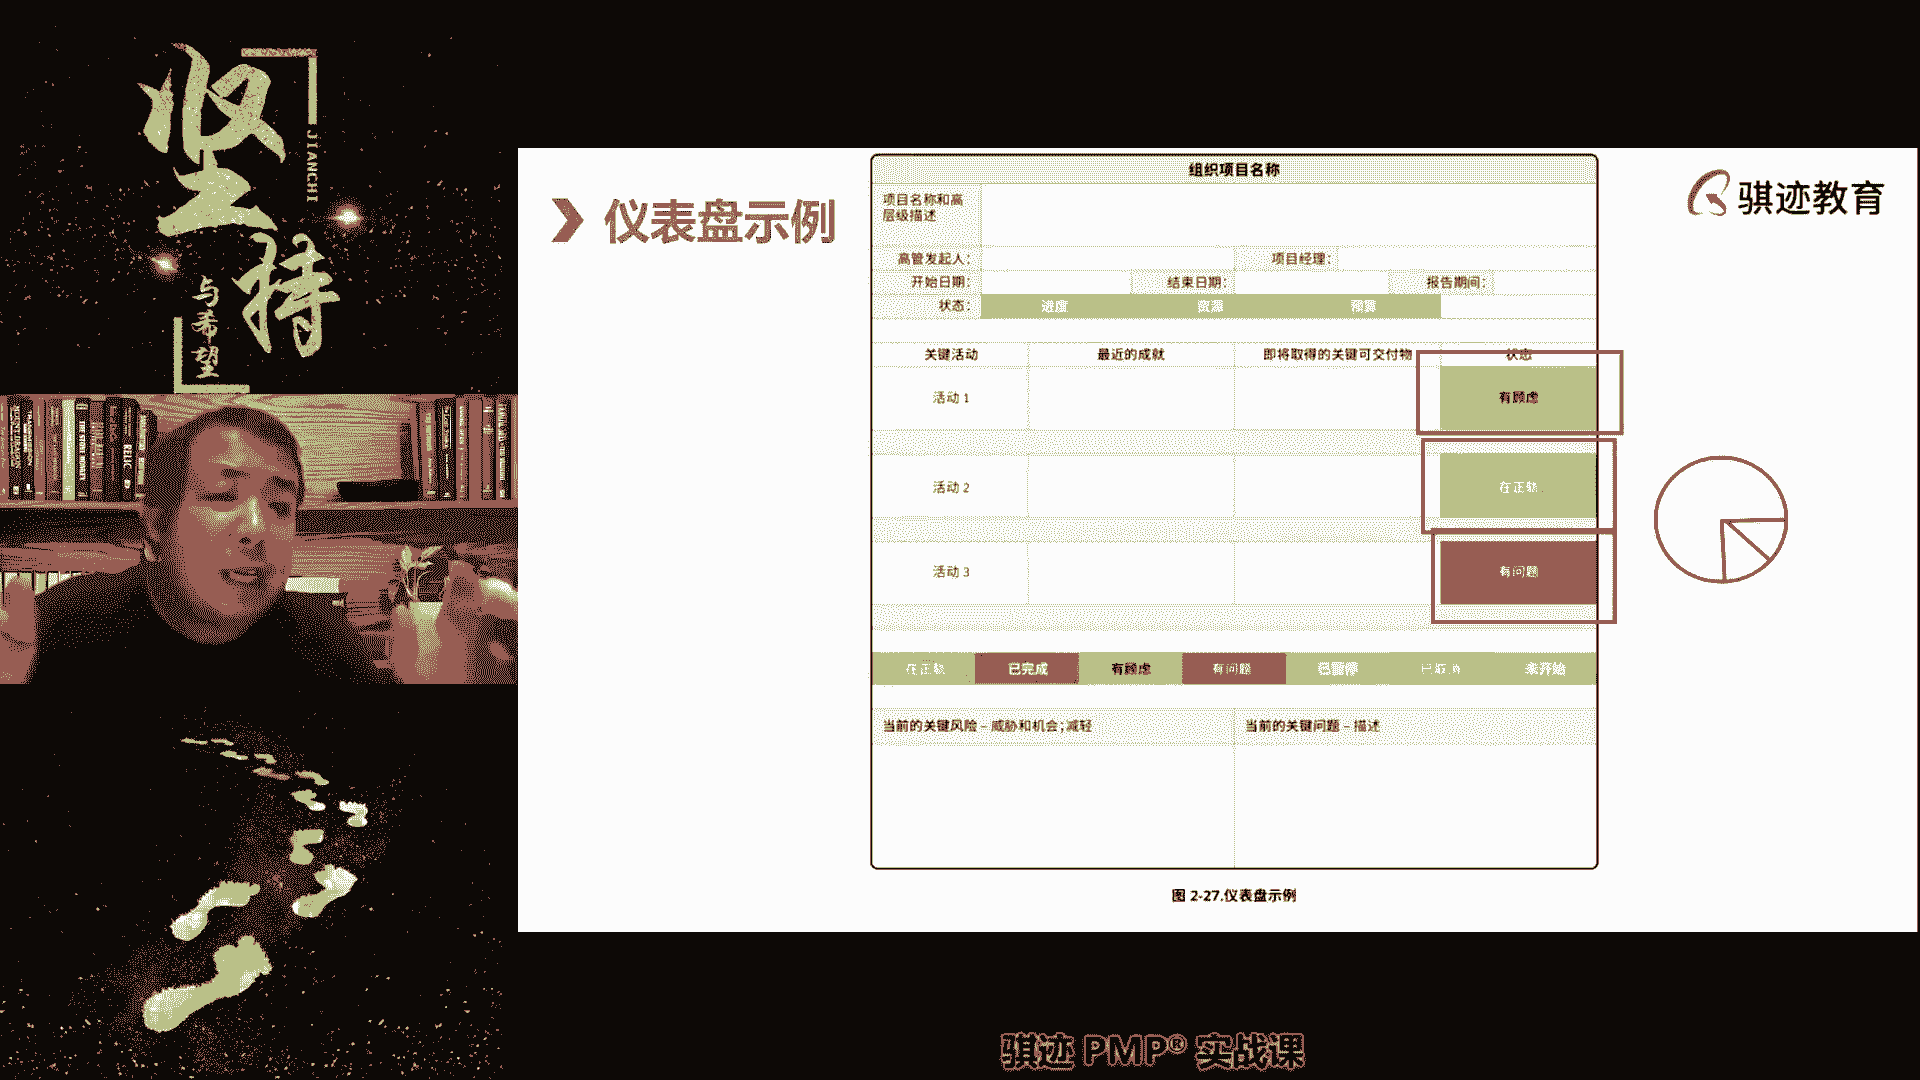 坚持
JIANCHI
与希望
仪表盘示例
骐迹教育
组织项目名称
项目名称和高
层级描述
高管发起人：
项目经理：
开始日期：
结束日期：
报告期间：
状态：
进度
资源
预算
关键活动
最近的成就
即将取得的关键可交付物
状态
活动 1
有顾虑
活动 2
在正轨
活动 3
有问题
在正轨
已完成
有顾虑
有问题
已暂停
已取消
未开始
当前的关键风险 – 威胁和机会；减轻
当前的关键问题 – 描述
图 2-27.仪表盘示例
骐迹 PMP® 实战课